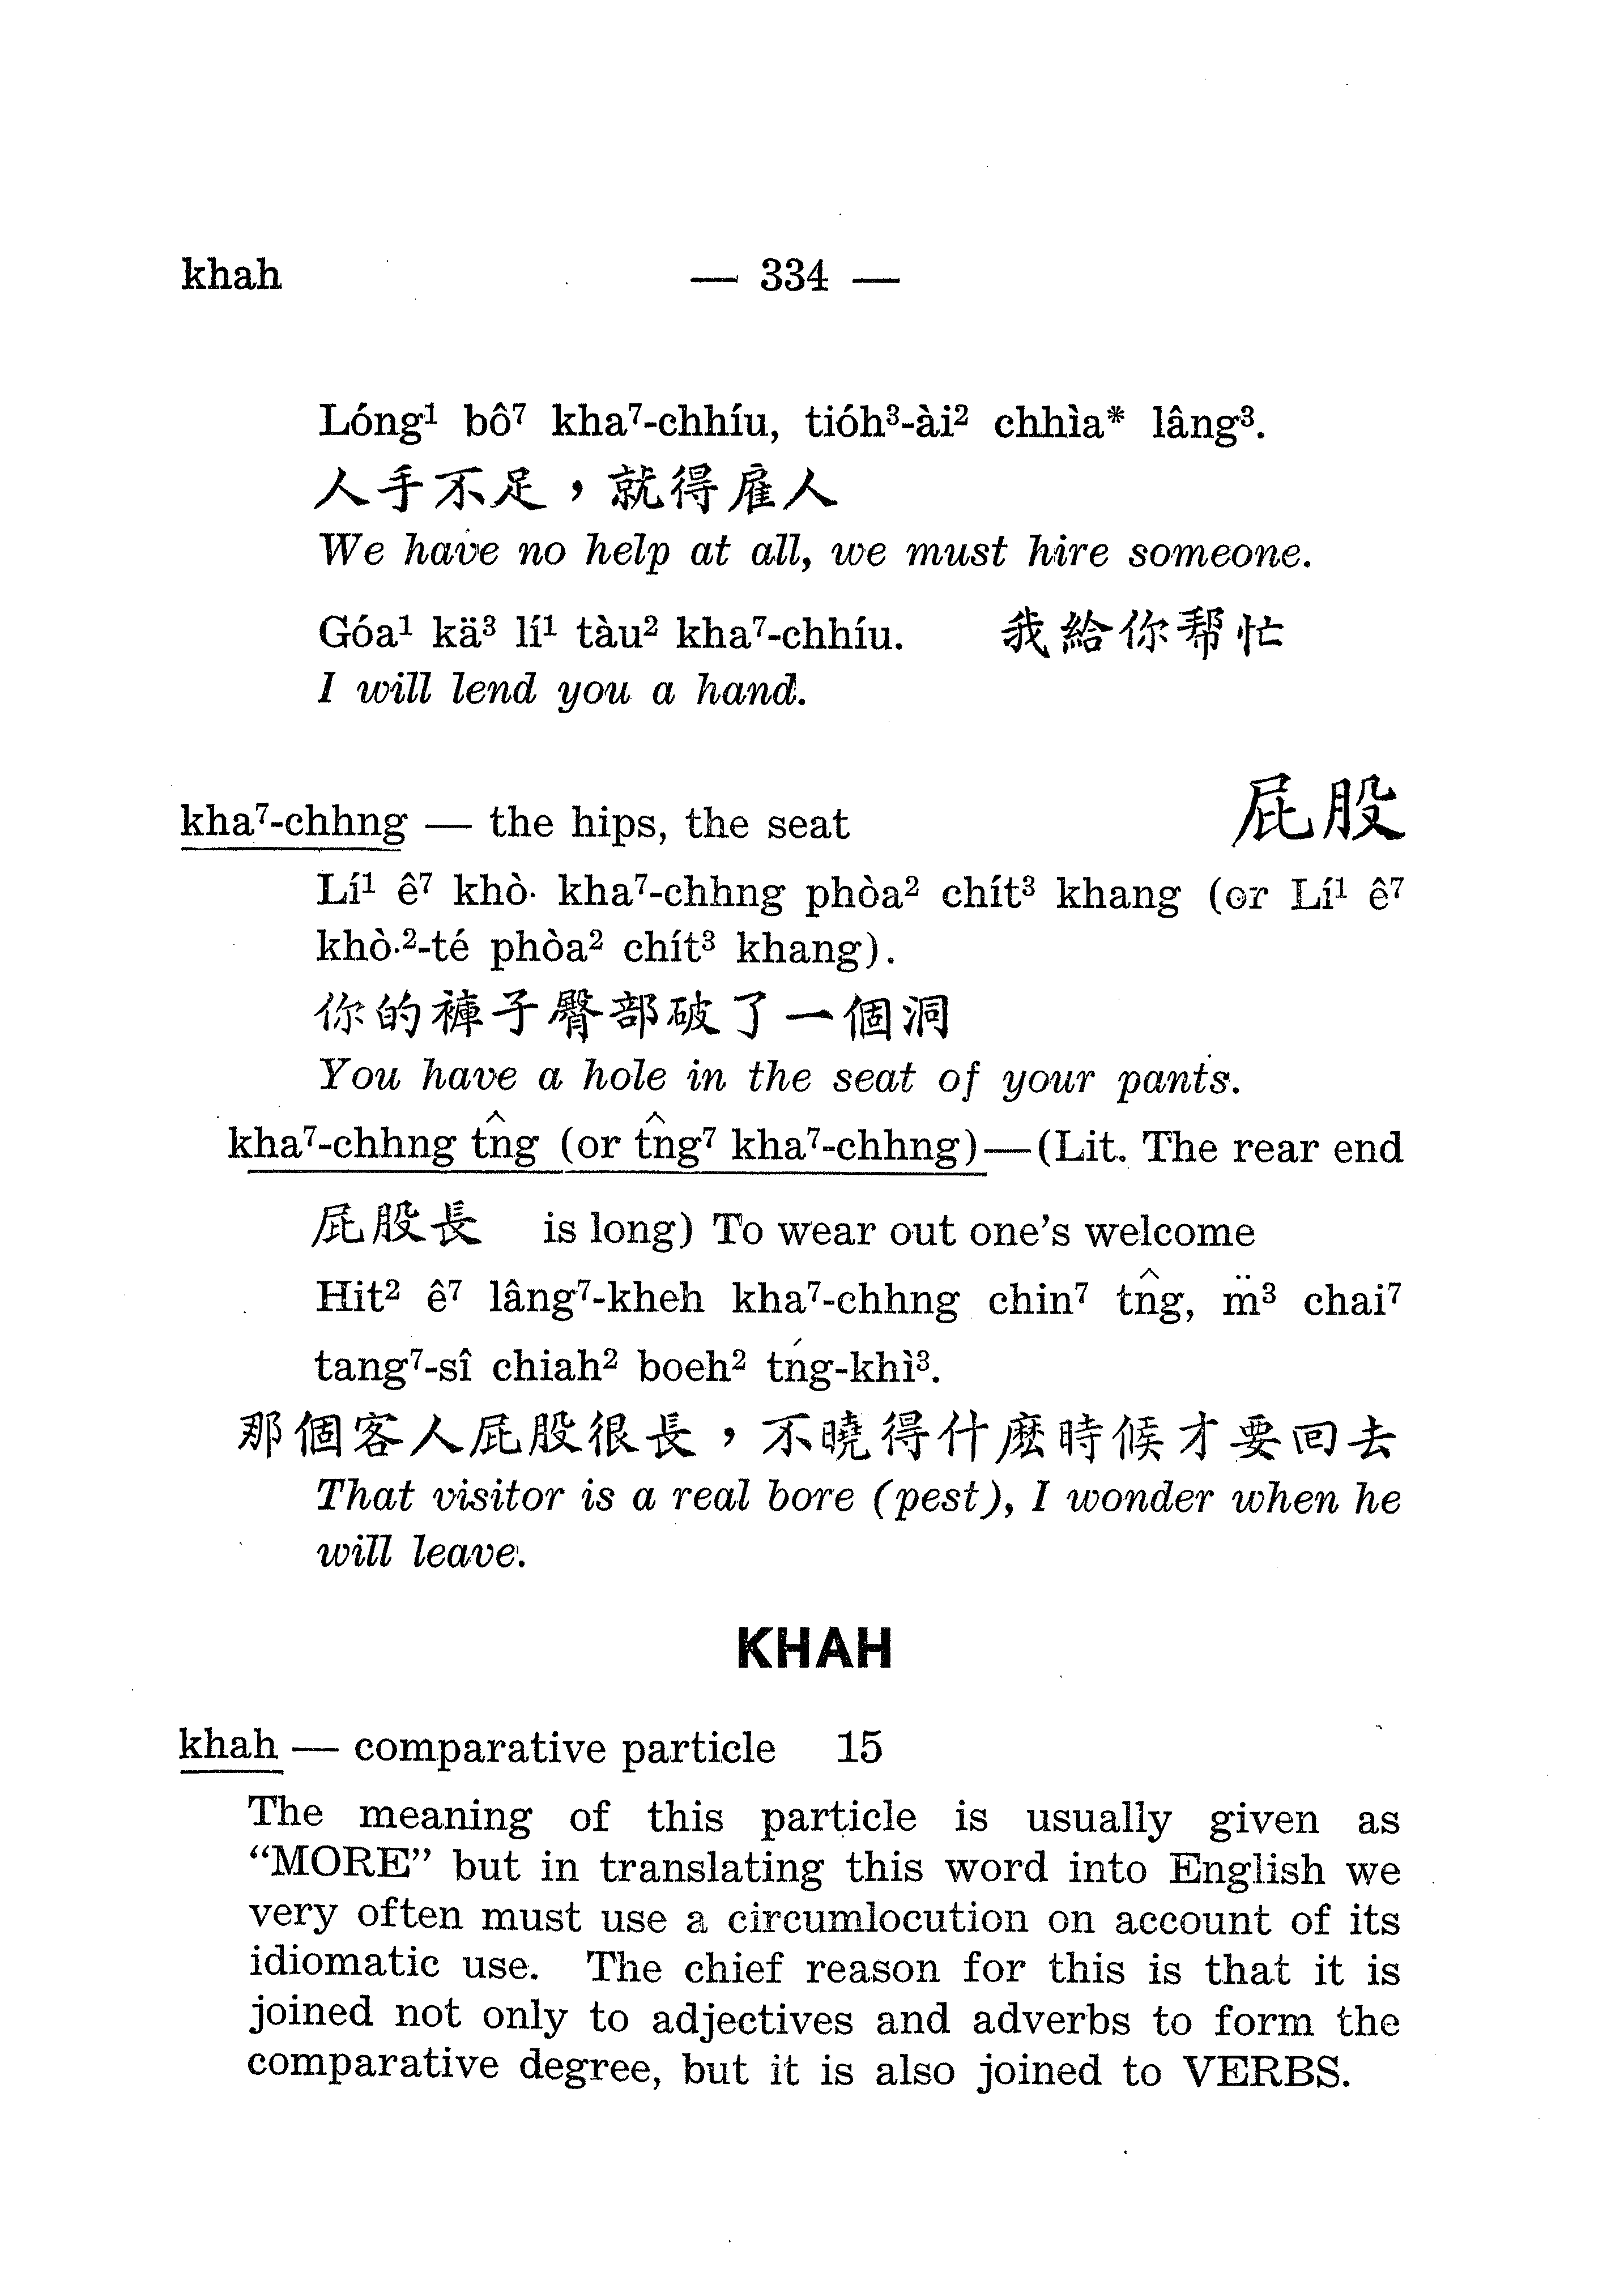 khah — 334 —
Lóng¹ bô⁷ kha⁷-chhíu, tióh³-ài² chhìa* lâng³.
人手不足，就得雇人
We have no help at all, we must hire someone.
Góa¹ kä³ lí¹ tàu² kha⁷-chhíu. 我給你帮忙
I will lend you a hand.
kha⁷-chhng — the hips, the seat 屁股
Lí¹ ê⁷ khò· kha⁷-chhng phòa² chít³ khang (or Lí¹ ê⁷
khò·²-té phòa² chít³ khang).
你的褲子臀部破了一個洞
You have a hole in the seat of your pants.
kha⁷-chhng tn̂g (or tn̂g⁷ kha⁷-chhng)—(Lit. The rear end
屁股長 is long) To wear out one's welcome
Hit² ê⁷ lâng⁷-kheh kha⁷-chhng chin⁷ tn̂g, m̈³ chai⁷
tang⁷-sî chiah² boeh² tńg-khì³.
那個客人屁股很長，不曉得什麽時候才要回去
That visitor is a real bore (pest), I wonder when he
will leave.
KHAH
khah — comparative particle 15
The meaning of this particle is usually given as
“MORE” but in translating this word into English we
very often must use a circumlocution on account of its
idiomatic use. The chief reason for this is that it is
joined not only to adjectives and adverbs to form the
comparative degree, but it is also joined to VERBS.